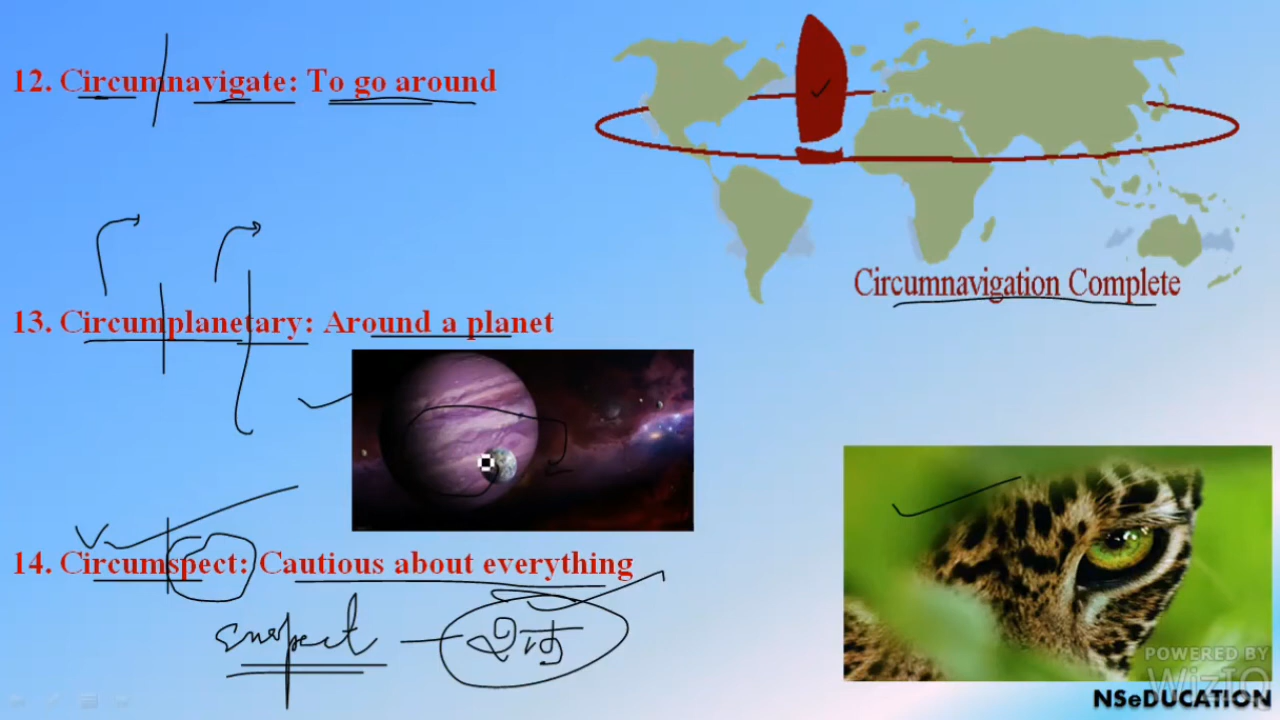 12. Circumnavigate: To go around
Circumnavigation Complete
13. Circumplanetary: Around a planet
14. Circumspect: Cautious about everything
suspect - शक
POWERED BY
WizIQ
NSeDUCATION